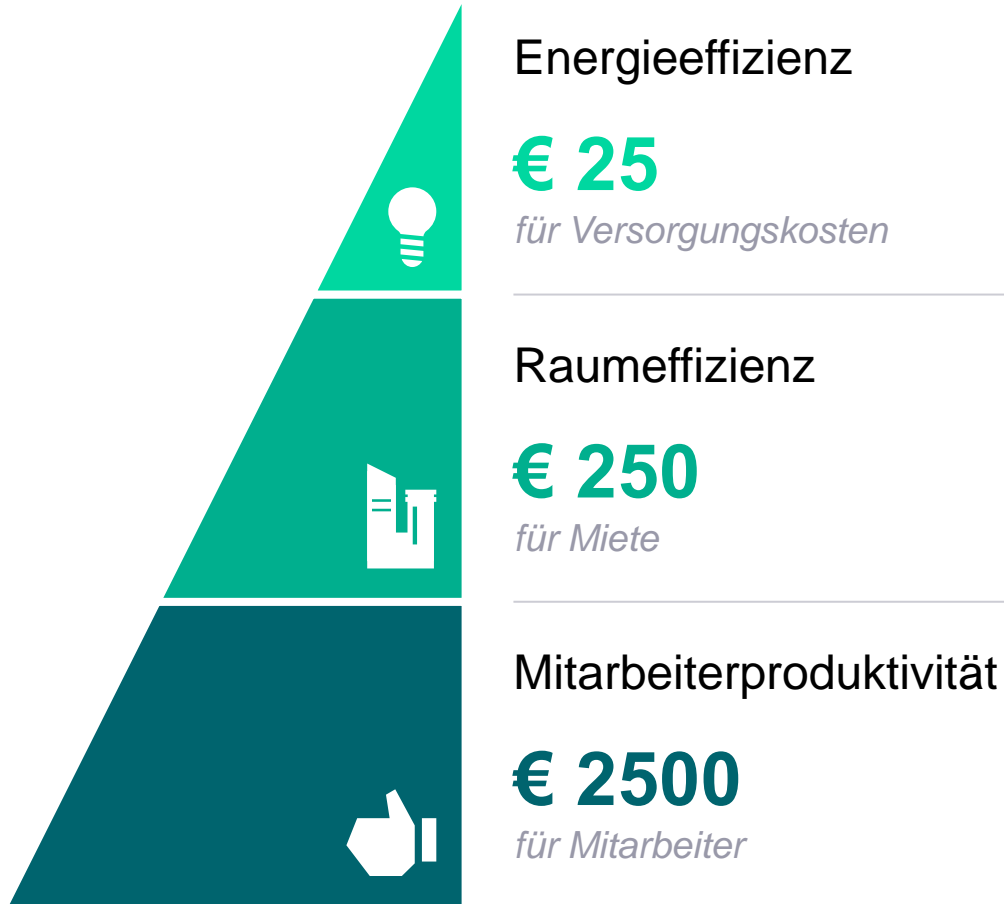 Energieeffizienz
€ 25
für Versorgungskosten
Raumeffizienz
€ 250
für Miete
Mitarbeiterproduktivität
€ 2500
für Mitarbeiter